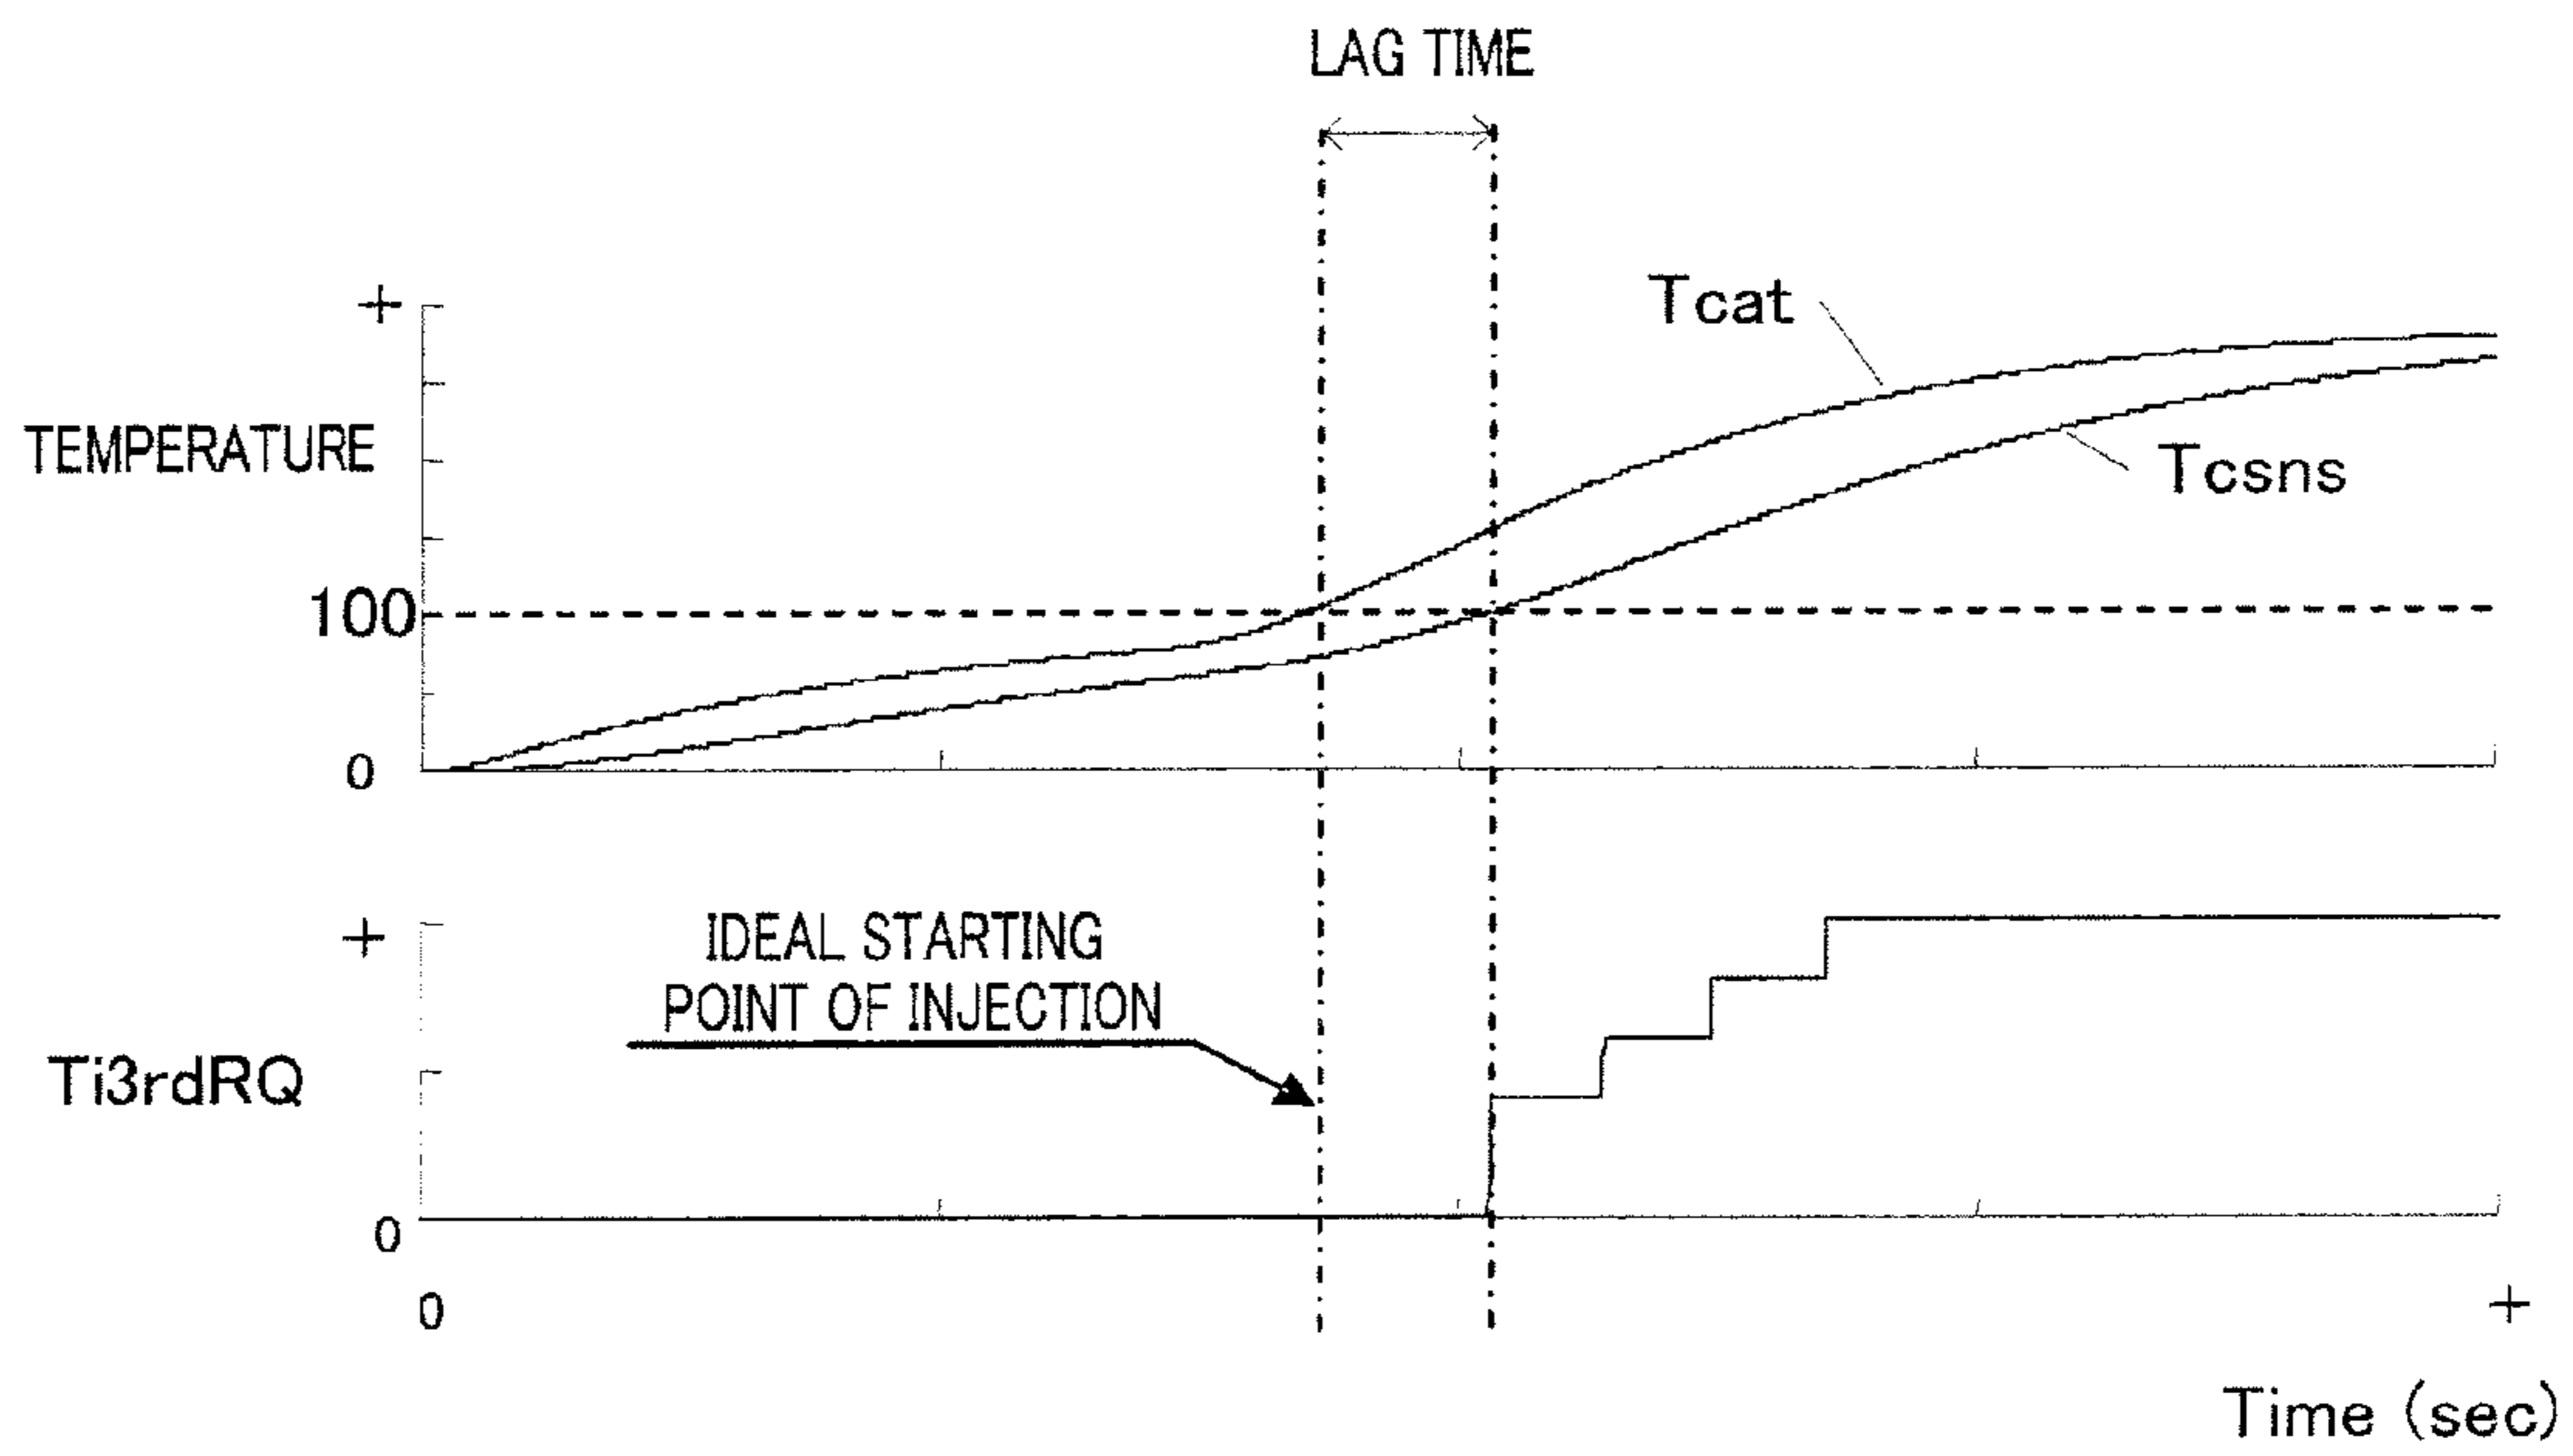 LAG TIME
+
Tcat
TEMPERATURE
Tcsns
100
0
+
IDEAL STARTING
POINT OF INJECTION
Ti3rdRQ
0
0
+
Time (sec)